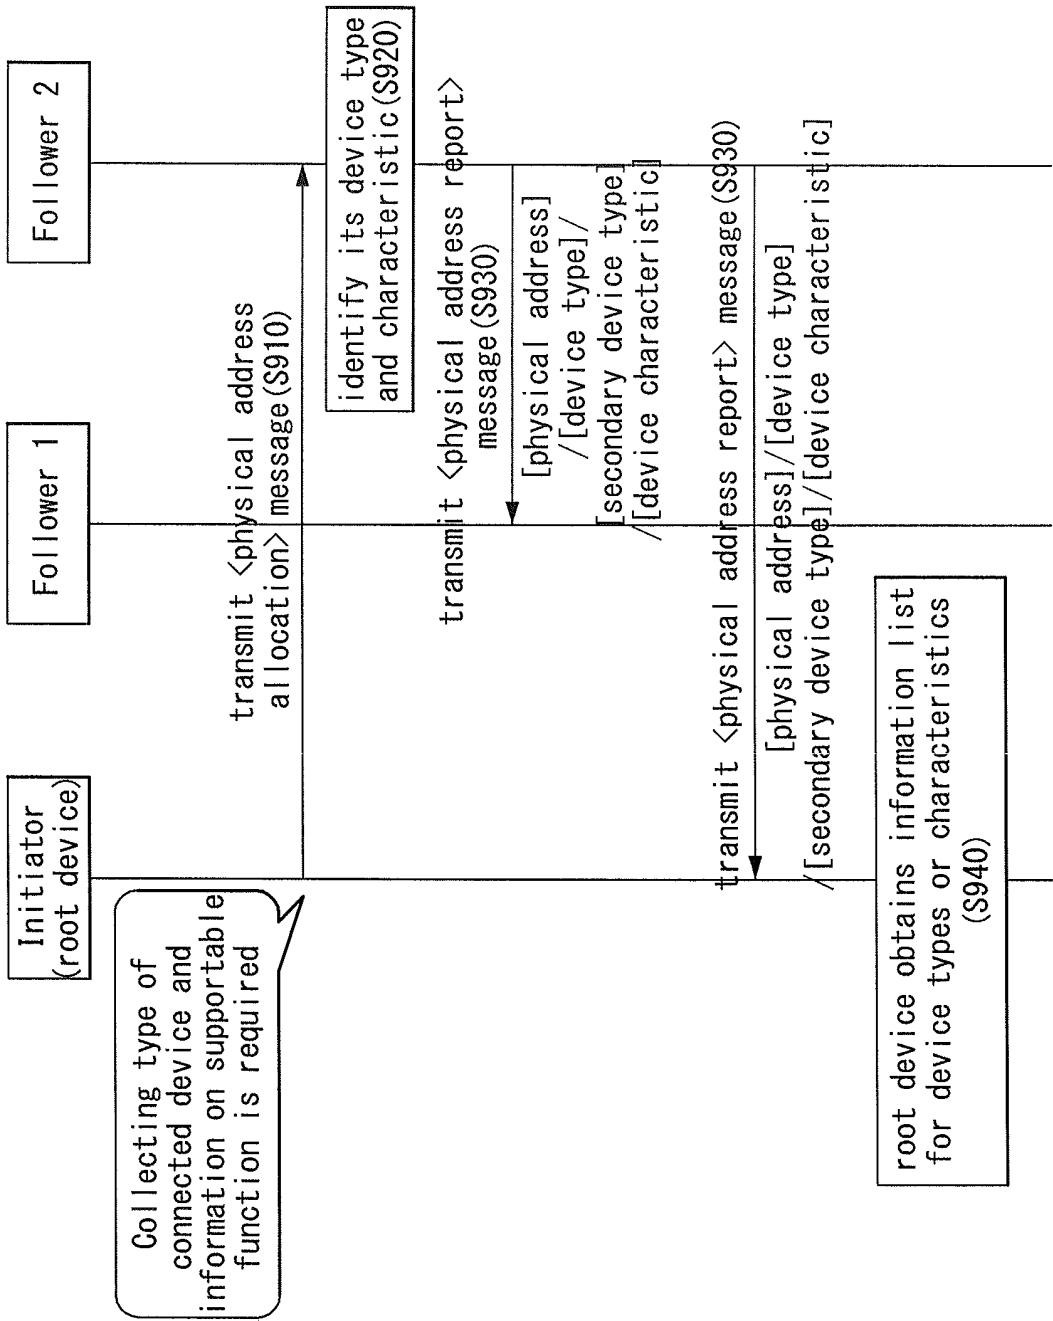 Initiator
(root device)
Follower 1
Follower 2
Collecting type of
connected device and
information on supportable
function is required
transmit <physical address
allocation> message(S910)
identify its device type
and characteristic(S920)
transmit <physical address report>
message(S930)
[physical address]
/[device type]/
[secondary device type]
/[device characteristic]
transmit <physical address report> message(S930)
[physical address]/[device type]
/[secondary device type]/[device characteristic]
root device obtains information list
for device types or characteristics
(S940)